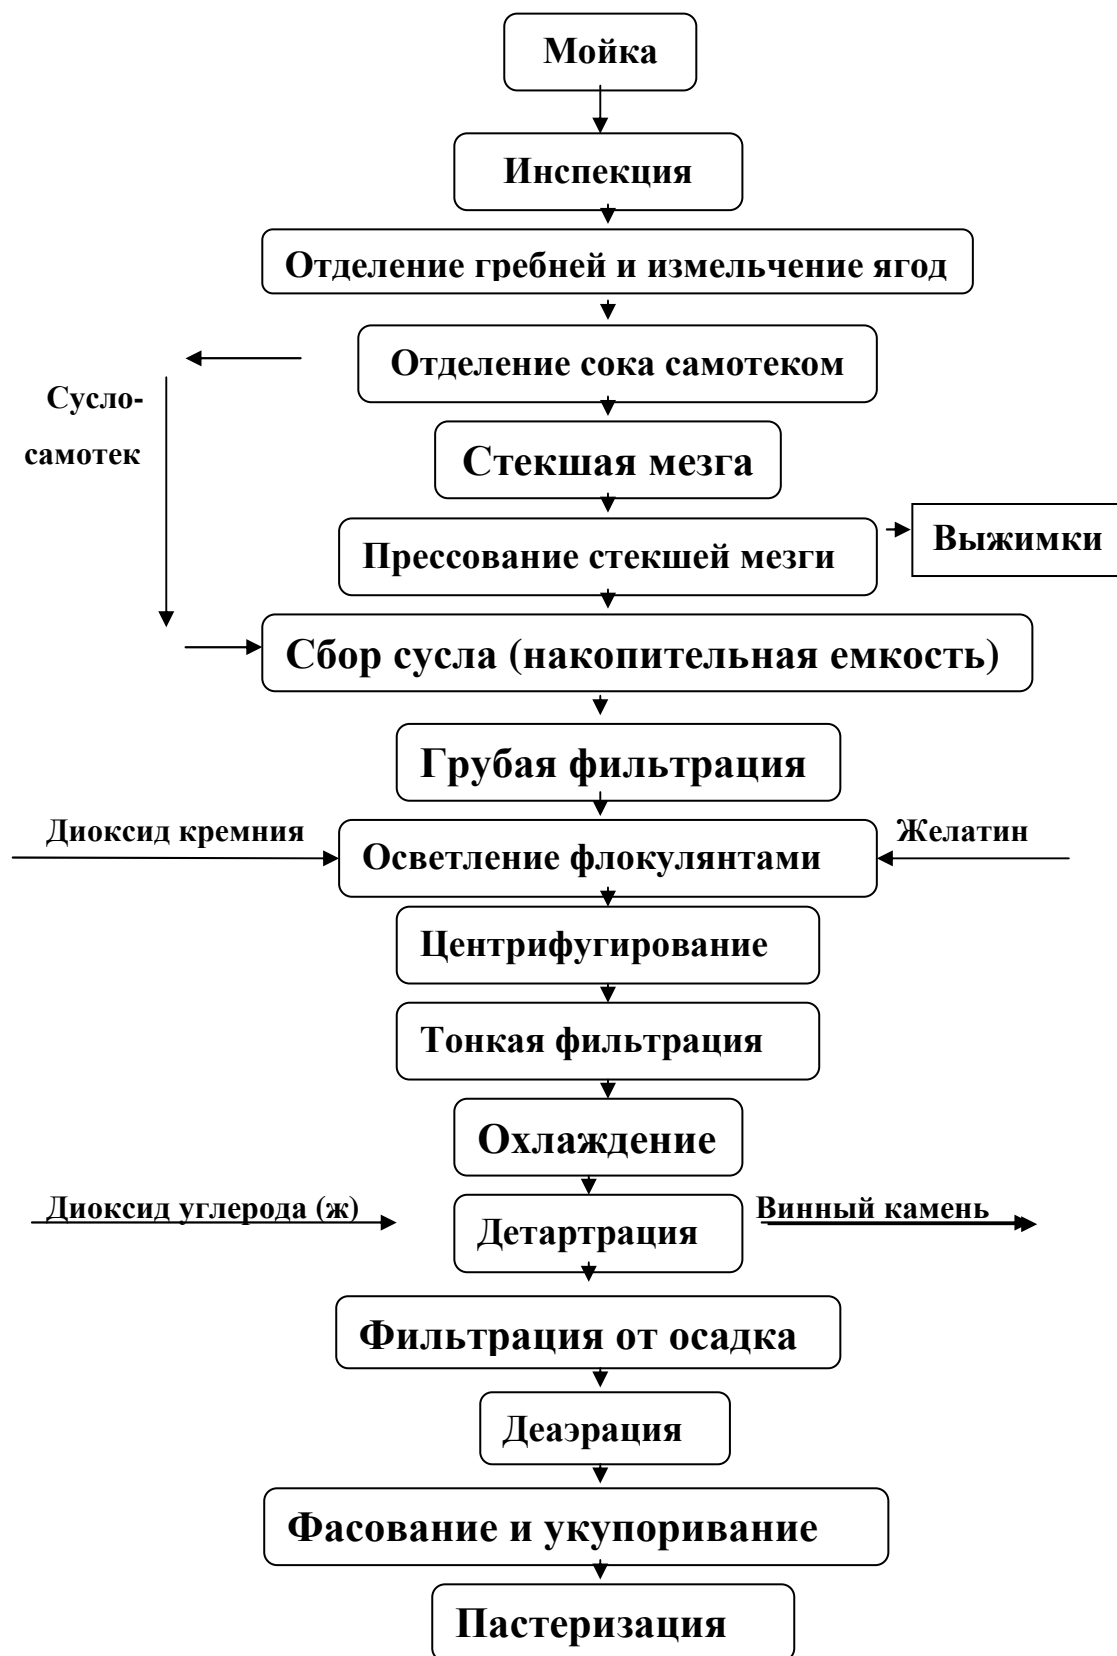 Мойка
Инспекция
Отделение гребней и измельчение ягод
Отделение сока самотеком
Сусло-
самотек
Стекшая мезга
Прессование стекшей мезги
Выжимки
Сбор сусла (накопительная емкость)
Грубая фильтрация
Диоксид кремния
Осветление флокулянтами
Желатин
Центрифугирование
Тонкая фильтрация
Охлаждение
Диоксид углерода (ж)
Детартрация
Винный камень
Фильтрация от осадка
Деаэрация
Фасование и укупоривание
Пастеризация